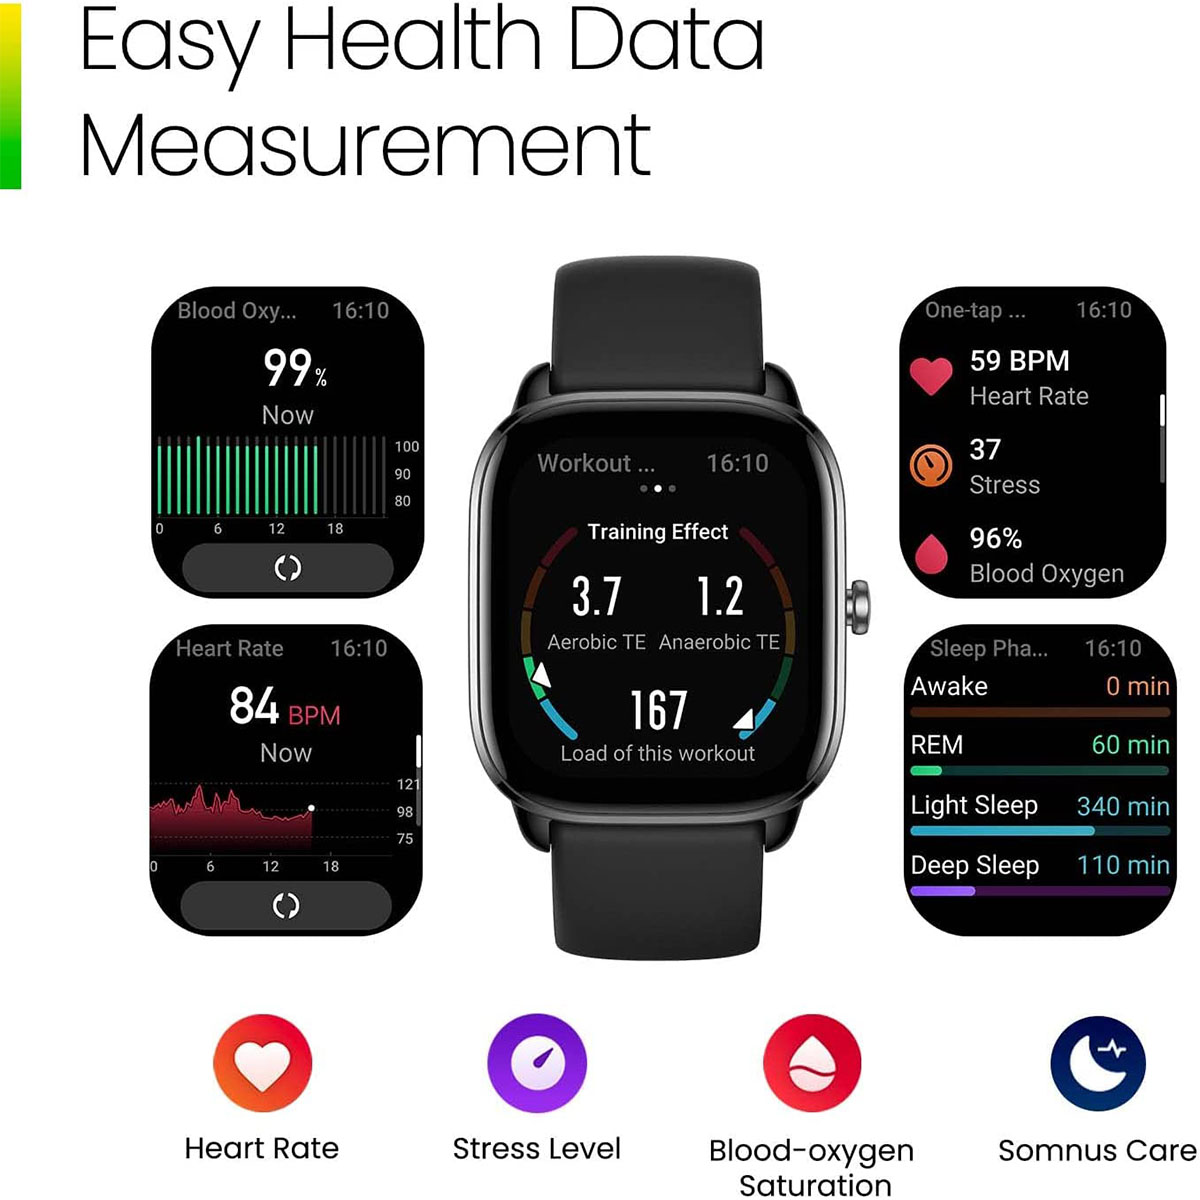 Easy Health Data
Measurement
Blood Oxy... 16:10
99%
Now
100
90
80
0 6 12 18
Heart Rate 16:10
84 BPM
Now
121
98
75
0 6 12 18
Workout ... 16:10
Training Effect
3.7 1.2
Aerobic TE Anaerobic TE
167
Load of this workout
One-tap ... 16:10
59 BPM
Heart Rate
37
Stress
96%
Blood Oxygen
Sleep Pha... 16:10
Awake 0 min
REM 60 min
Light Sleep 340 min
Deep Sleep 110 min
Heart Rate
Stress Level
Blood-oxygen
Saturation
Somnus Care